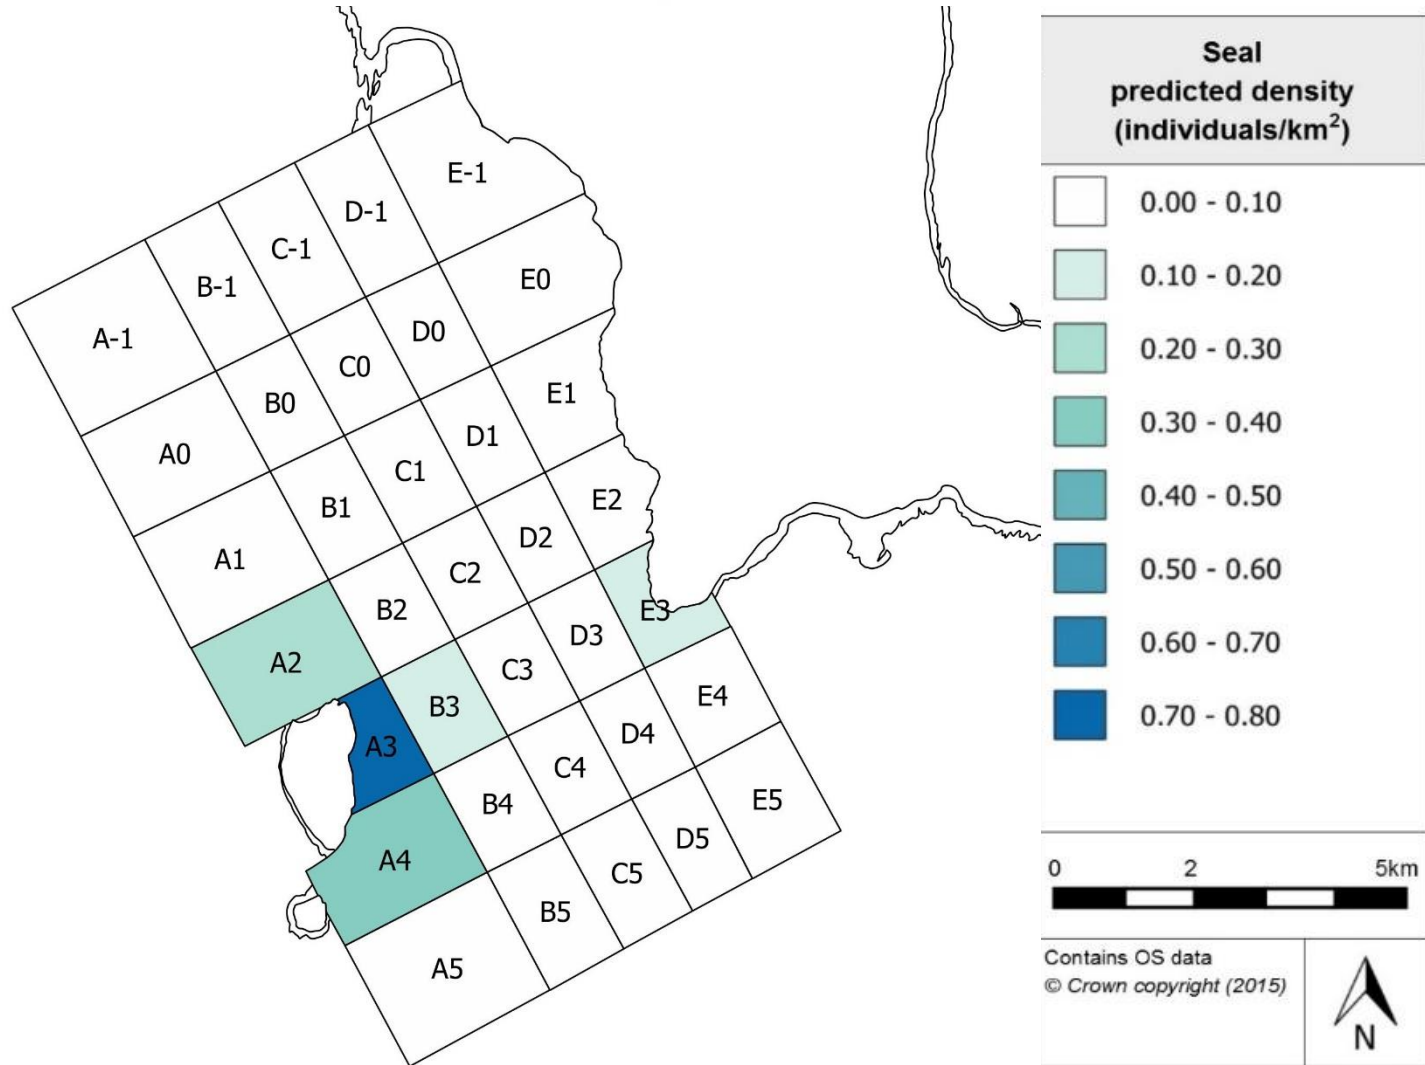 E-1
D-1
C-1
B-1
A-1
E0
D0
C0
B0
A0
E1
D1
C1
B1
A1
E2
D2
C2
B2
A2
E3
D3
C3
B3
A3
E4
D4
C4
B4
A4
E5
D5
C5
B5
A5
Seal
predicted density
(individuals/km²)
0.00 - 0.10
0.10 - 0.20
0.20 - 0.30
0.30 - 0.40
0.40 - 0.50
0.50 - 0.60
0.60 - 0.70
0.70 - 0.80
0 2 5km
Contains OS data
© Crown copyright (2015)
N